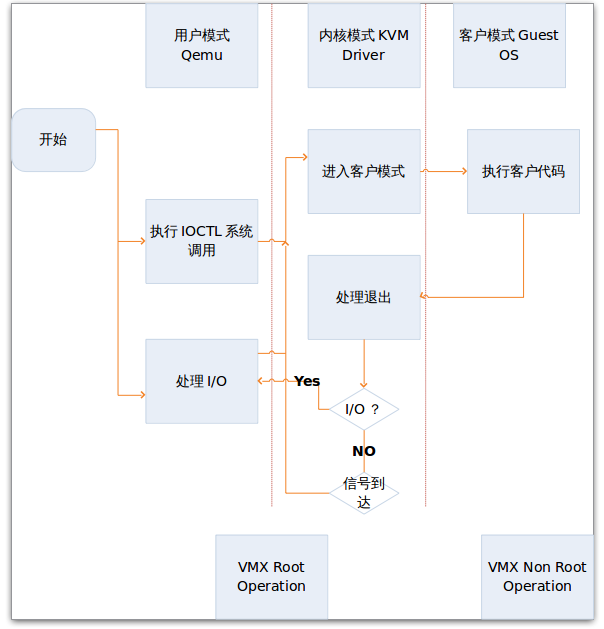 用户模式
Qemu
内核模式 KVM
Driver
客户模式 Guest
OS
开始
进入客户模式
执行客户代码
执行 IOCTL 系统
调用
处理退出
处理 I/O
Yes
I/O ？
NO
信号到
达
VMX Root
Operation
VMX Non Root
Operation